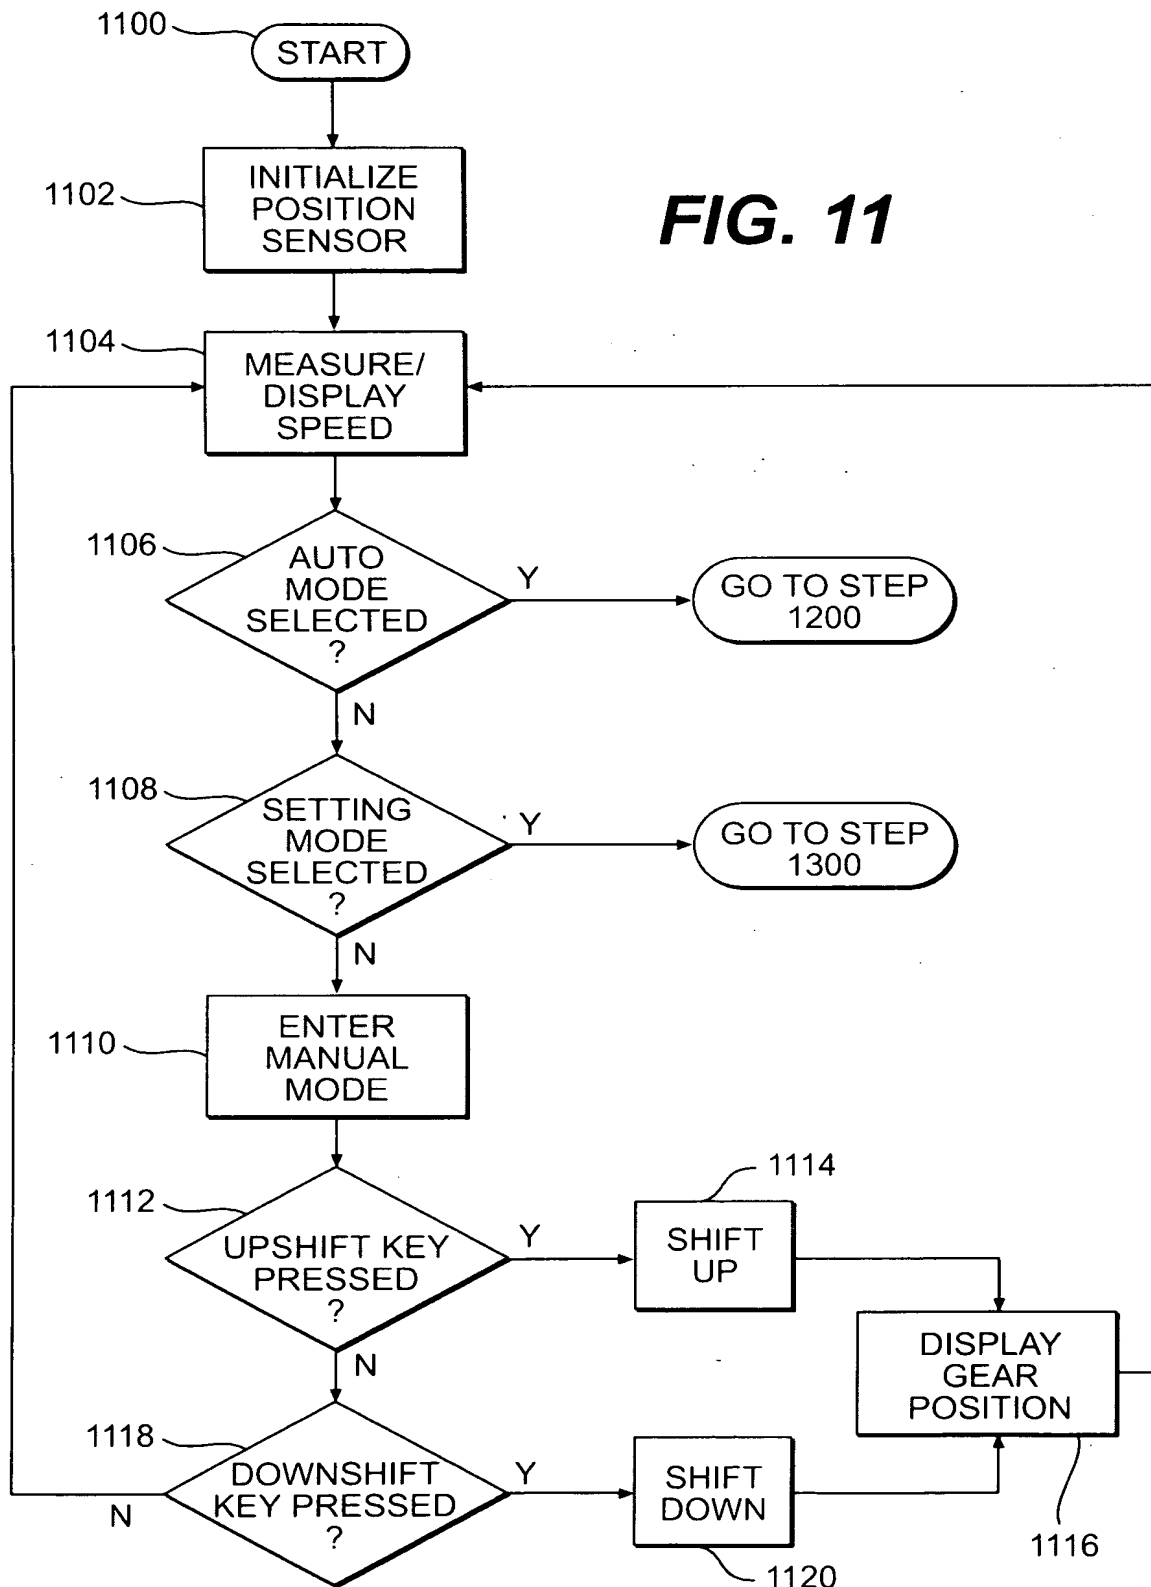 1100
START
1102
INITIALIZE
POSITION
SENSOR
FIG. 11
1104
MEASURE/
DISPLAY
SPEED
1106
AUTO
MODE
SELECTED
?
Y
GO TO STEP
1200
N
1108
SETTING
MODE
SELECTED
?
Y
GO TO STEP
1300
N
1110
ENTER
MANUAL
MODE
1112
UPSHIFT KEY
PRESSED
?
Y
1114
SHIFT
UP
N
DISPLAY
GEAR
POSITION
1116
1118
DOWNSHIFT
KEY PRESSED
?
N
Y
SHIFT
DOWN
1120